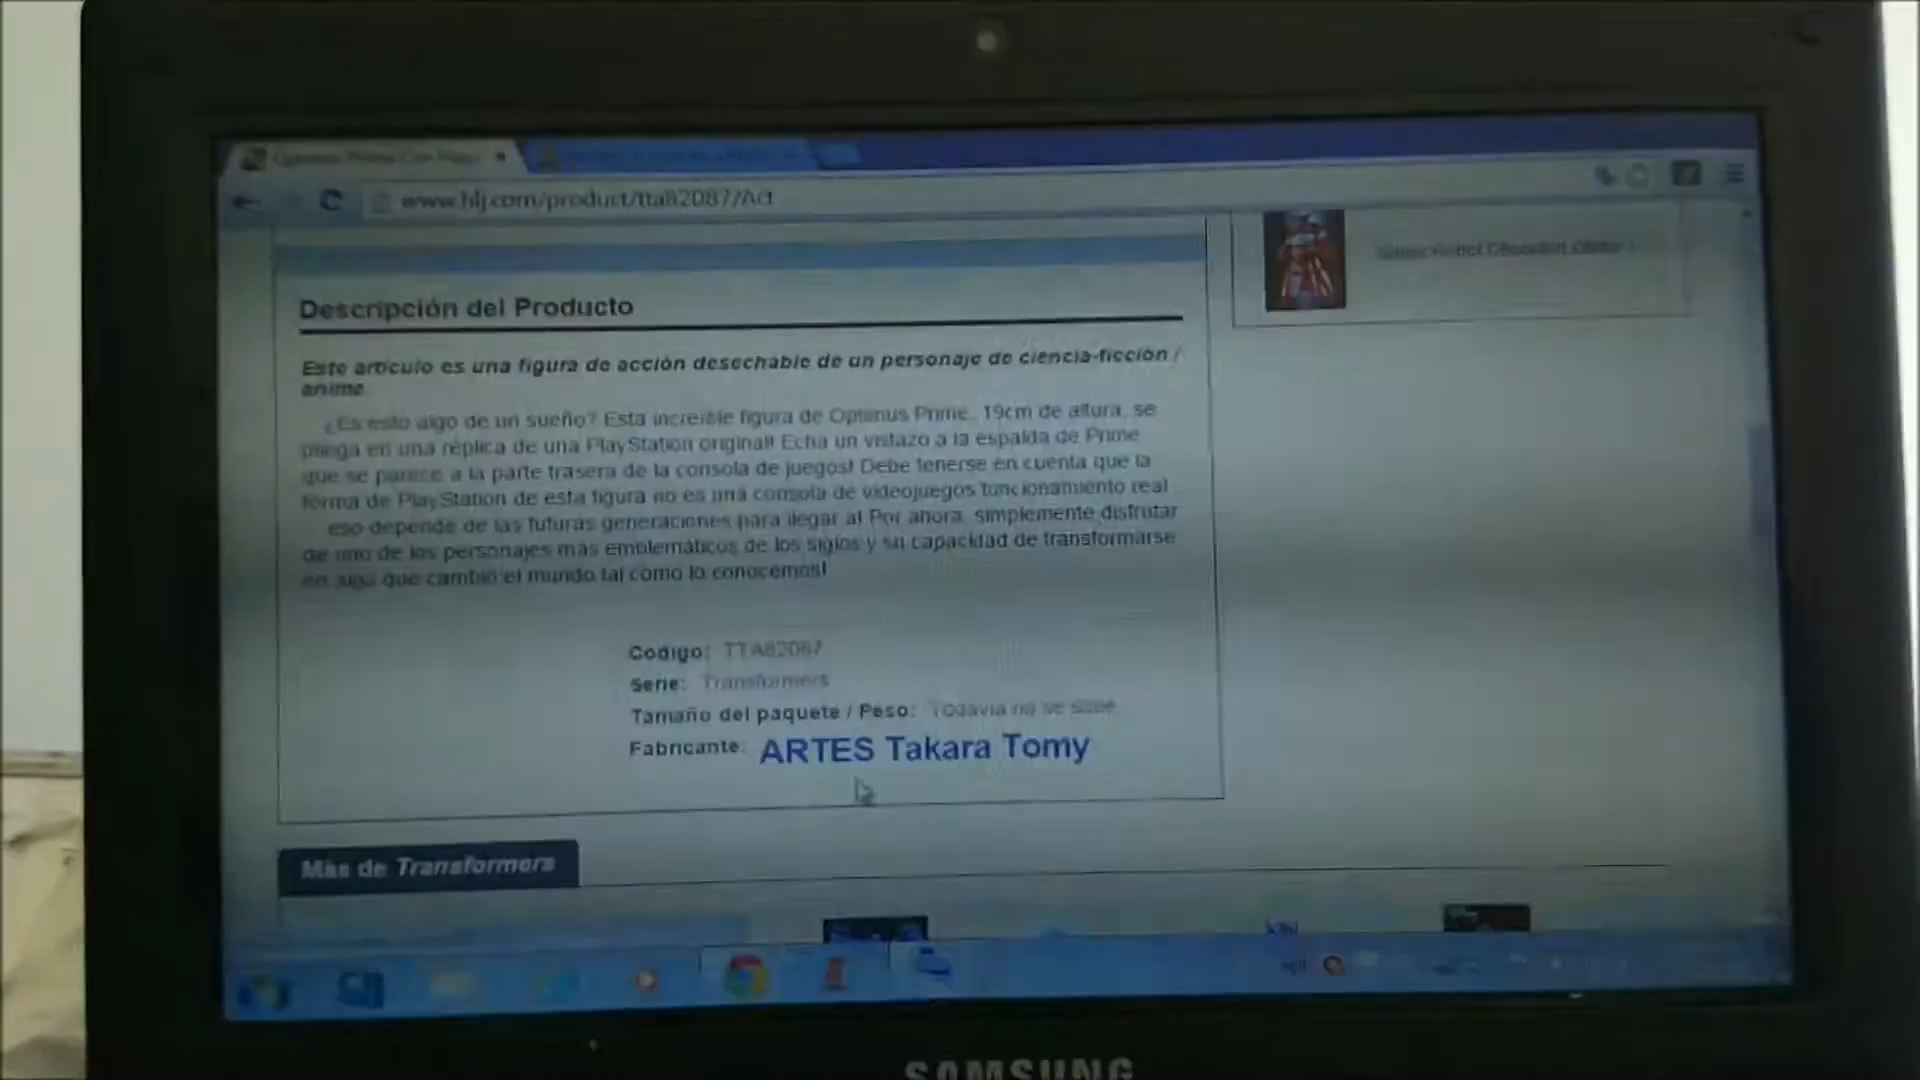 Optimus Prime Con Play
www.hlj.com/product/tta82087/Act
Descripción del Producto
Este artículo es una figura de acción desechable de un personaje de ciencia-ficción /
anime.
¿Es esto algo de un sueño? Esta increíble figura de Optimus Prime, 19cm de altura, se
pliega en una réplica de una PlayStation original! Echa un vistazo a la espalda de Prime
que se parece a la parte trasera de la consola de juegos! Debe tenerse en cuenta que la
forma de PlayStation de esta figura no es una consola de videojuegos funcionamiento real
eso depende de las futuras generaciones para llegar a! Por ahora, simplemente disfrutar
de uno de los personajes más emblemáticos de los siglos y su capacidad de transformarse
en algo que cambió el mundo tal como lo conocemos!
Codigo: TTA82087
Serie: Transformers
Tamaño del paquete / Peso: Todavía no se sabe
Fabricante: ARTES Takara Tomy
Más de Transformers
SAMSUNG